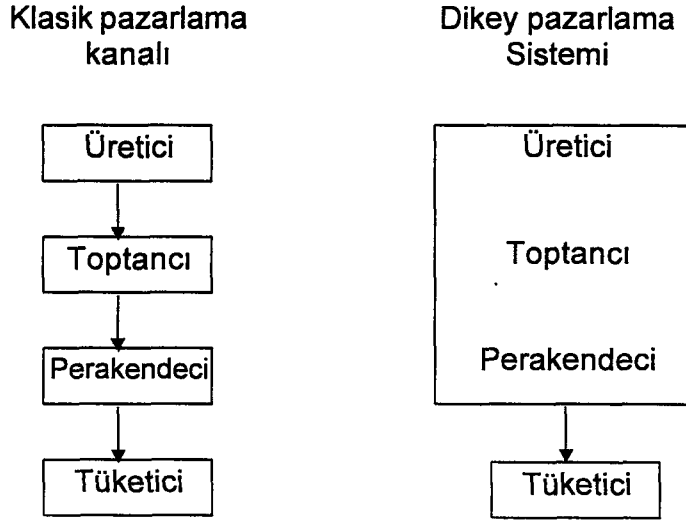 Klasik pazarlama
kanalı
Üretici
Toptancı
Perakendeci
Tüketici
Dikey pazarlama
Sistemi
Üretici
Toptancı
Perakendeci
Tüketici